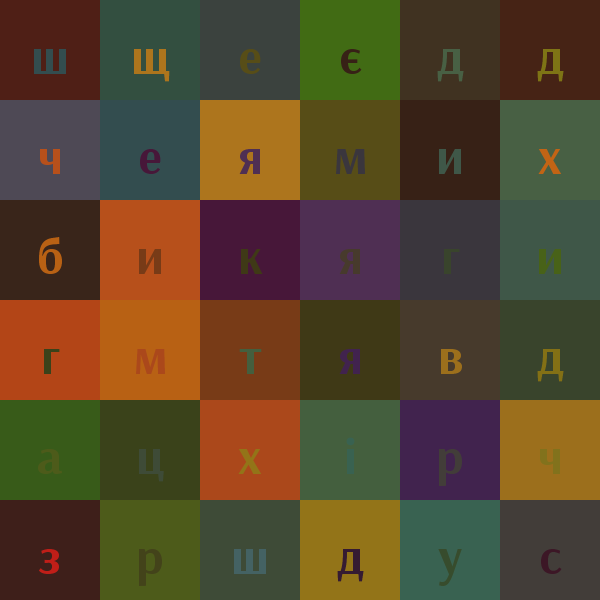 ш щ е є д д
ч е я м и х
б и к я г и
г м т я в д
а ц х і р ч
з р ш д у с